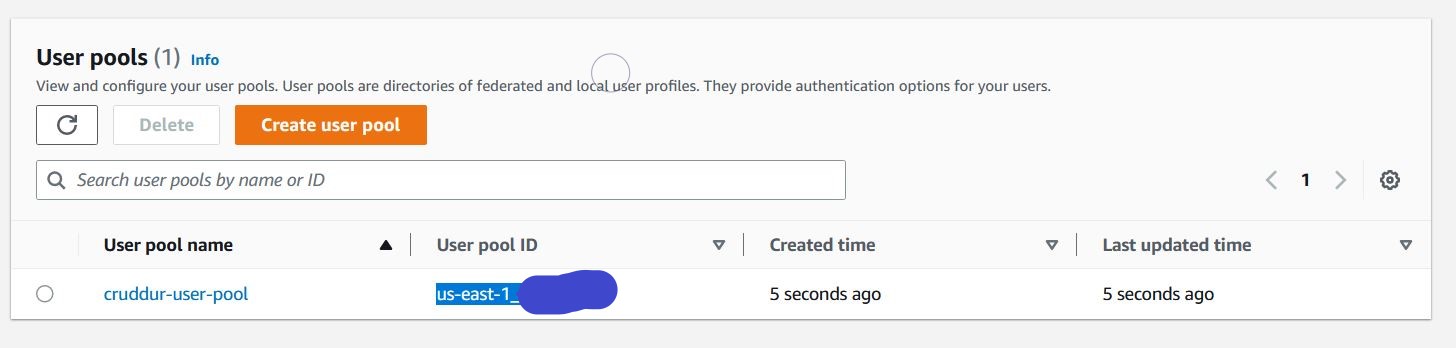 User pools (1) Info
View and configure your user pools. User pools are directories of federated and local user profiles. They provide authentication options for your users.
Delete Create user pool
Search user pools by name or ID
1
User pool name User pool ID Created time Last updated time
cruddur-user-pool us-east-1_ 5 seconds ago 5 seconds ago